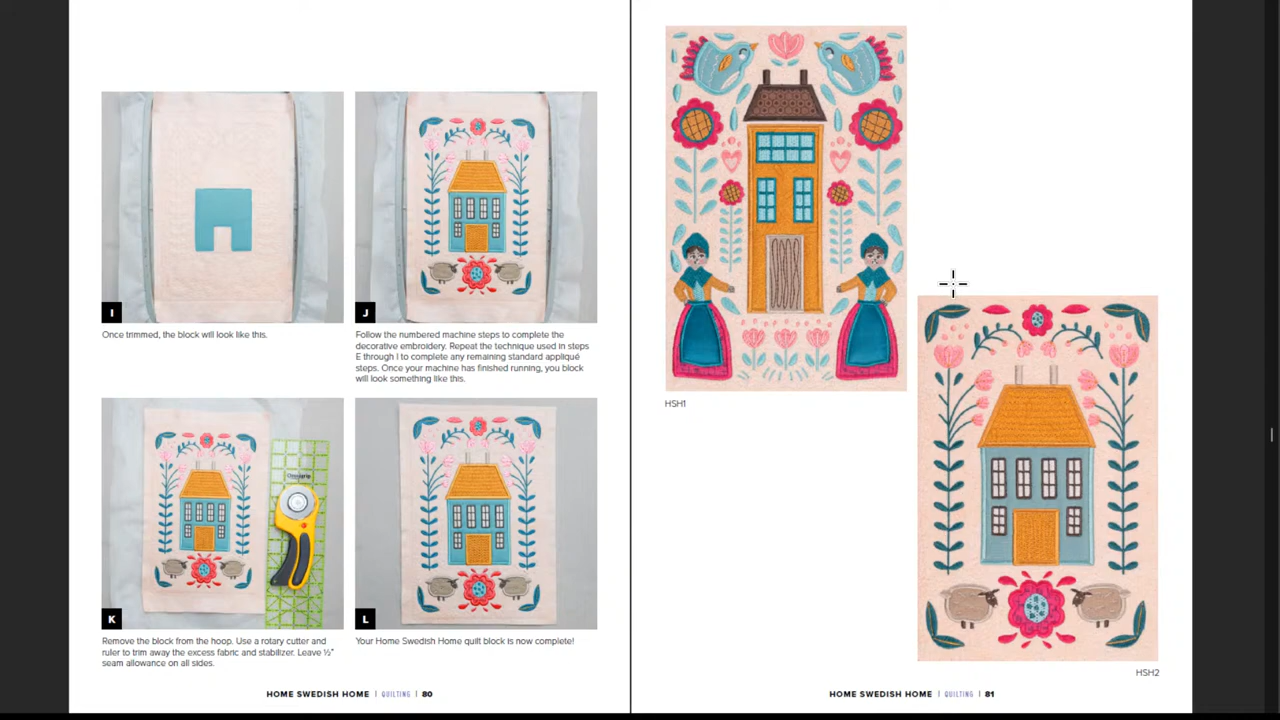 I
Once trimmed, the block will look like this.
J
Follow the numbered machine steps to complete the
decorative embroidery. Repeat the technique used in steps
E through I to complete any remaining standard appliqué
steps. Once your machine has finished running, you block
will look something like this.
K
Remove the block from the hoop. Use a rotary cutter and
ruler to trim away the excess fabric and stabilizer. Leave ½"
seam allowance on all sides.
L
Your Home Swedish Home quilt block is now complete!
HOME SWEDISH HOME | QUILTING | 80
HSH1
HSH2
HOME SWEDISH HOME | QUILTING | 81